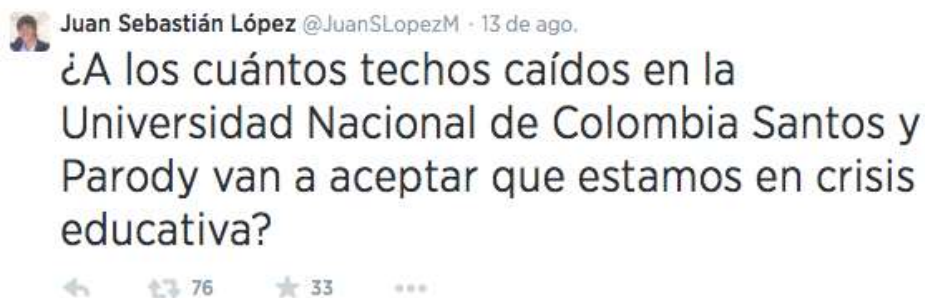 Juan Sebastián López @JuanSLopezM · 13 de ago.
¿A los cuántos techos caídos en la
Universidad Nacional de Colombia Santos y
Parody van a aceptar que estamos en crisis
educativa?
76 33